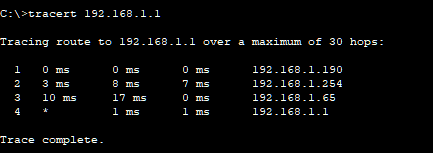 C:\>tracert 192.168.1.1
Tracing route to 192.168.1.1 over a maximum of 30 hops:
1 0 ms 0 ms 0 ms 192.168.1.190
2 3 ms 8 ms 7 ms 192.168.1.254
3 10 ms 17 ms 0 ms 192.168.1.65
4 * 1 ms 1 ms 192.168.1.1
Trace complete.